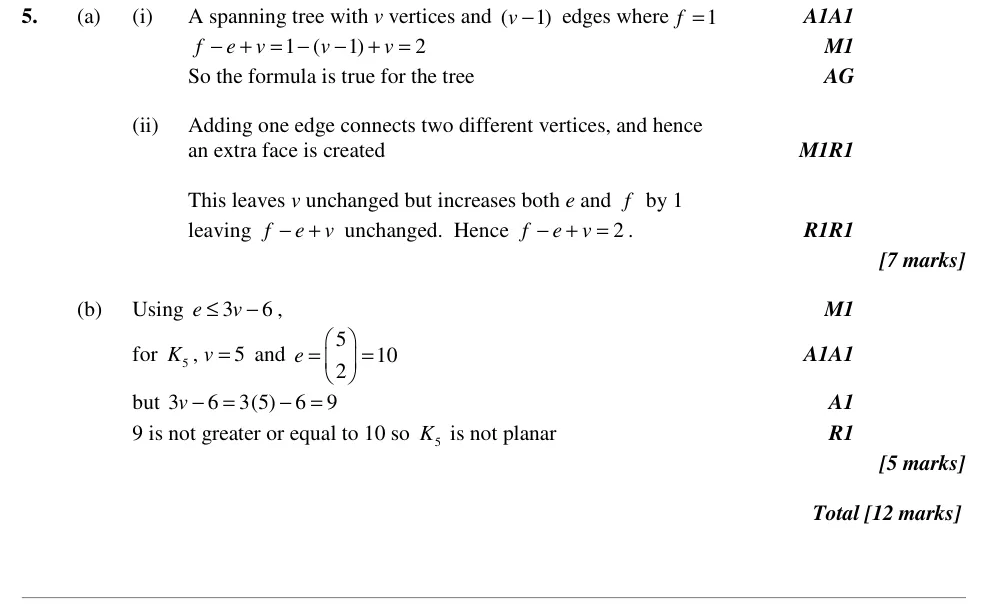 5. (a) (i) A spanning tree with v vertices and (v−1) edges where f =1 A1A1
f − e + v = 1 − (v −1) + v = 2 M1
So the formula is true for the tree AG
(ii) Adding one edge connects two different vertices, and hence
an extra face is created M1R1
This leaves v unchanged but increases both e and f by 1
leaving f − e + v unchanged. Hence f − e + v = 2 . R1R1
[7 marks]
(b) Using e ≤ 3v − 6 , M1
for K₅ , v = 5 and e = (5 2) = 10 A1A1
but 3v − 6 = 3(5) − 6 = 9 A1
9 is not greater or equal to 10 so K₅ is not planar R1
[5 marks]
Total [12 marks]